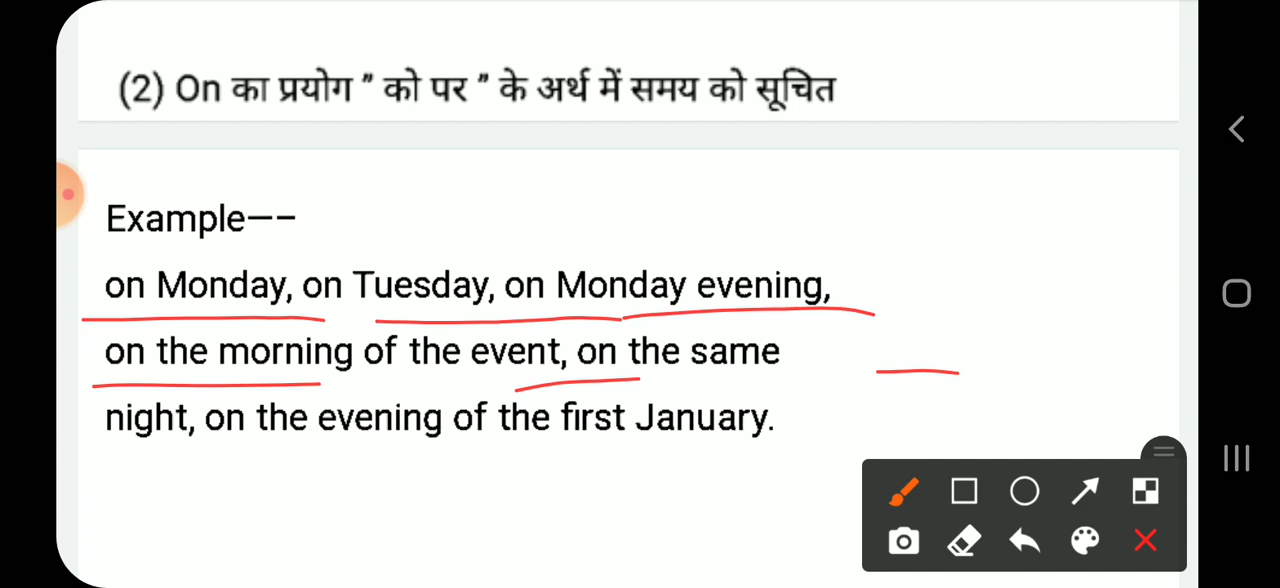 (2) On का प्रयोग " को पर " के अर्थ में समय को सूचित
Example——
on Monday, on Tuesday, on Monday evening,
on the morning of the event, on the same
night, on the evening of the first January.